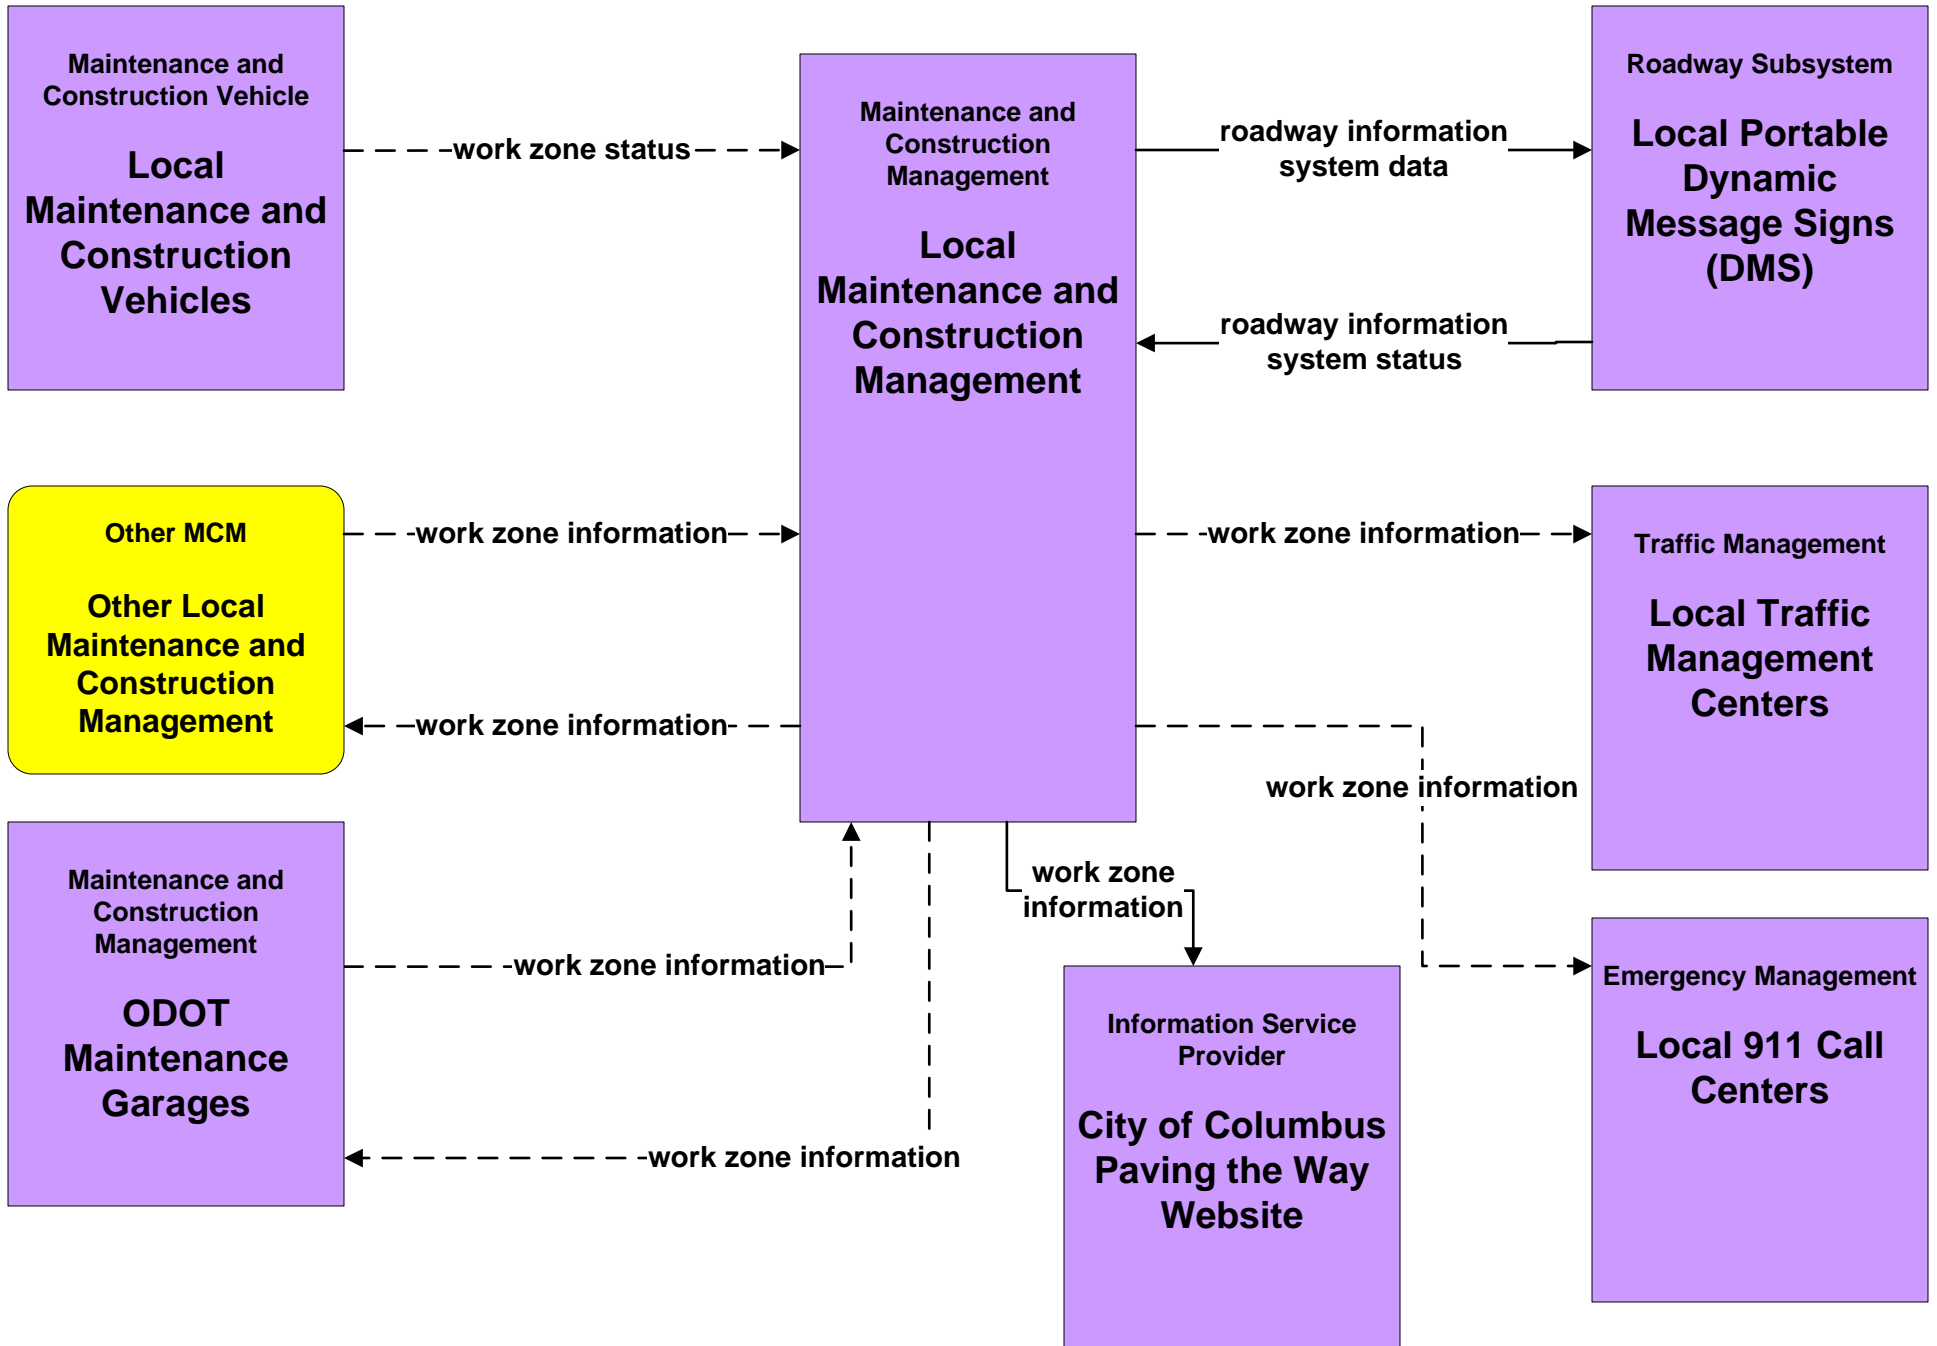 Maintenance and
Construction Vehicle
Local
Maintenance and
Construction
Vehicles
work zone status
Maintenance and
Construction
Management
Local
Maintenance and
Construction
Management
roadway information
system data
roadway information
system status
Roadway Subsystem
Local Portable
Dynamic
Message Signs
(DMS)
Other MCM
Other Local
Maintenance and
Construction
Management
work zone information
work zone information
work zone information
Traffic Management
Local Traffic
Management
Centers
work zone information
Maintenance and
Construction
Management
ODOT
Maintenance
Garages
work zone information
work zone information
work zone
information
Information Service
Provider
City of Columbus
Paving the Way
Website
Emergency Management
Local 911 Call
Centers